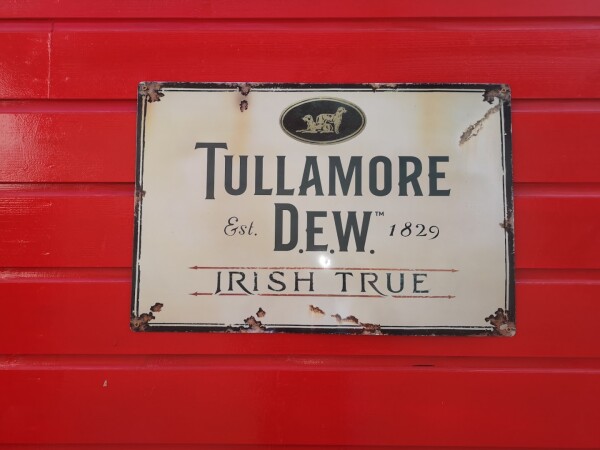 TULLAMORE
Est. D.E.W.™ 1829
IRISH TRUE